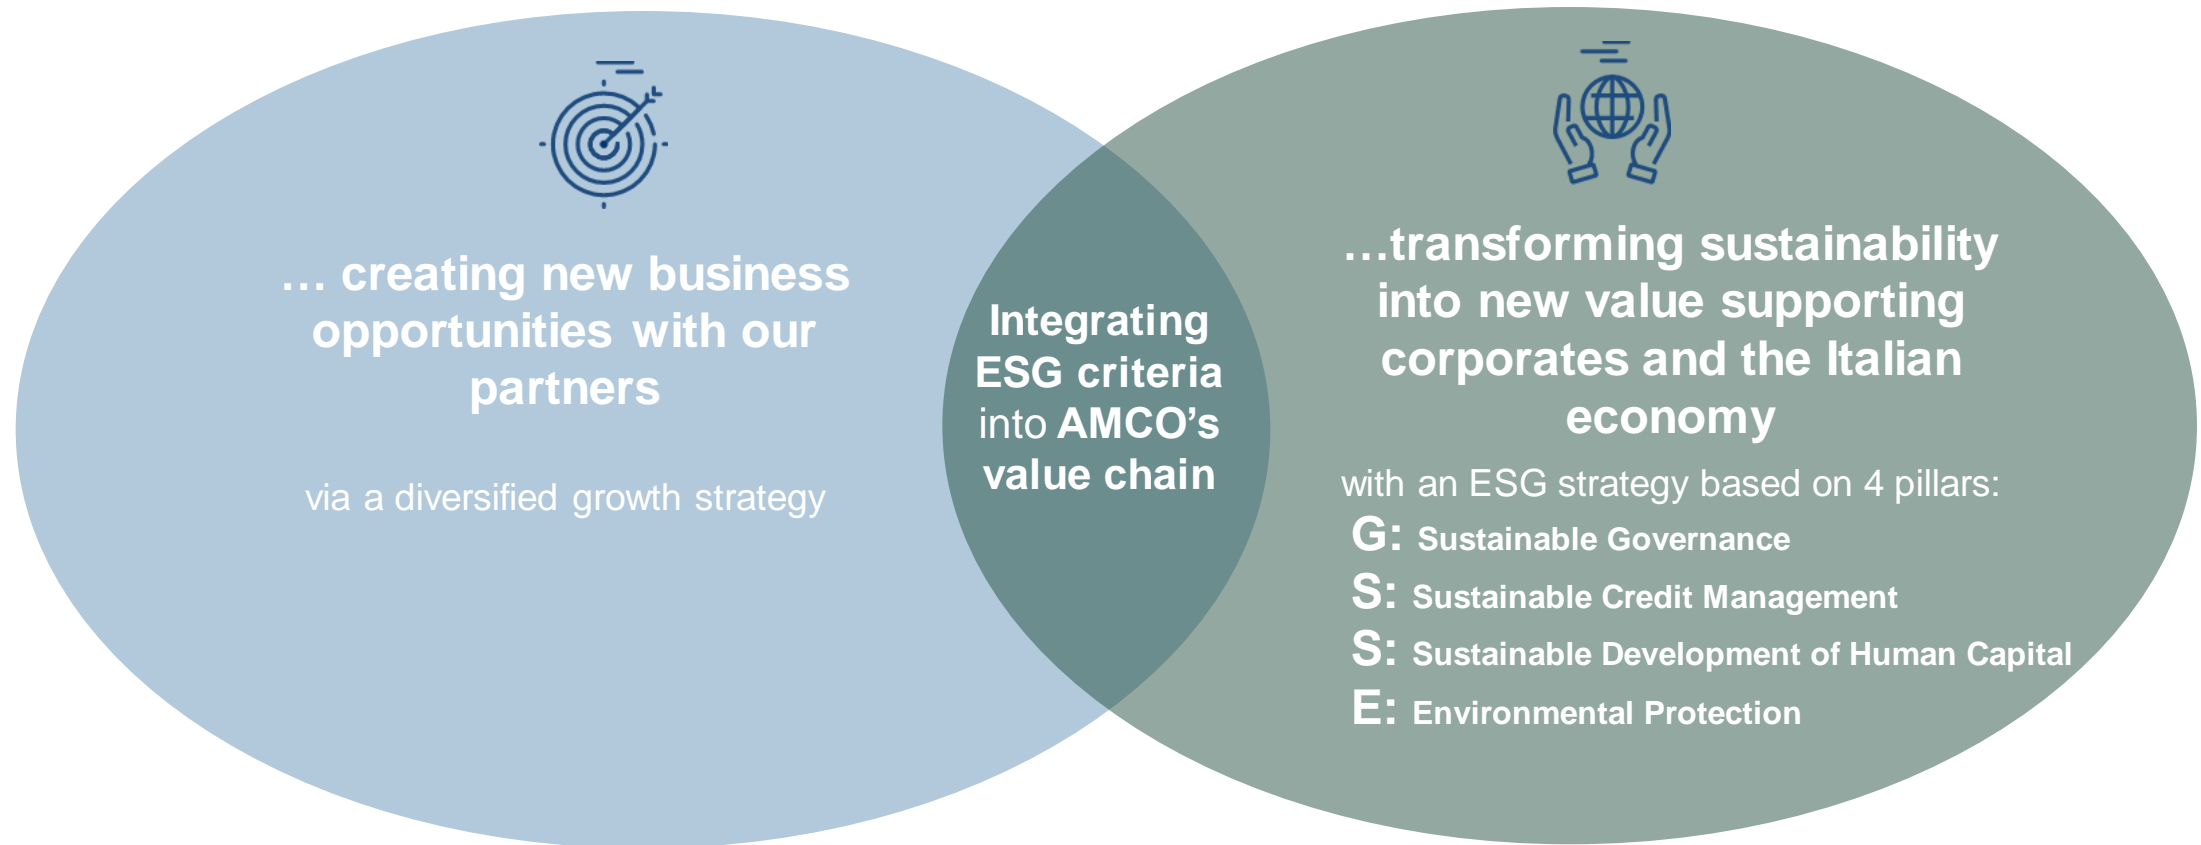 … creating new business
opportunities with our
partners
via a diversified growth strategy
Integrating
ESG criteria
into AMCO’s
value chain
…transforming sustainability
into new value supporting
corporates and the Italian
economy
with an ESG strategy based on 4 pillars:
G: Sustainable Governance
S: Sustainable Credit Management
S: Sustainable Development of Human Capital
E: Environmental Protection